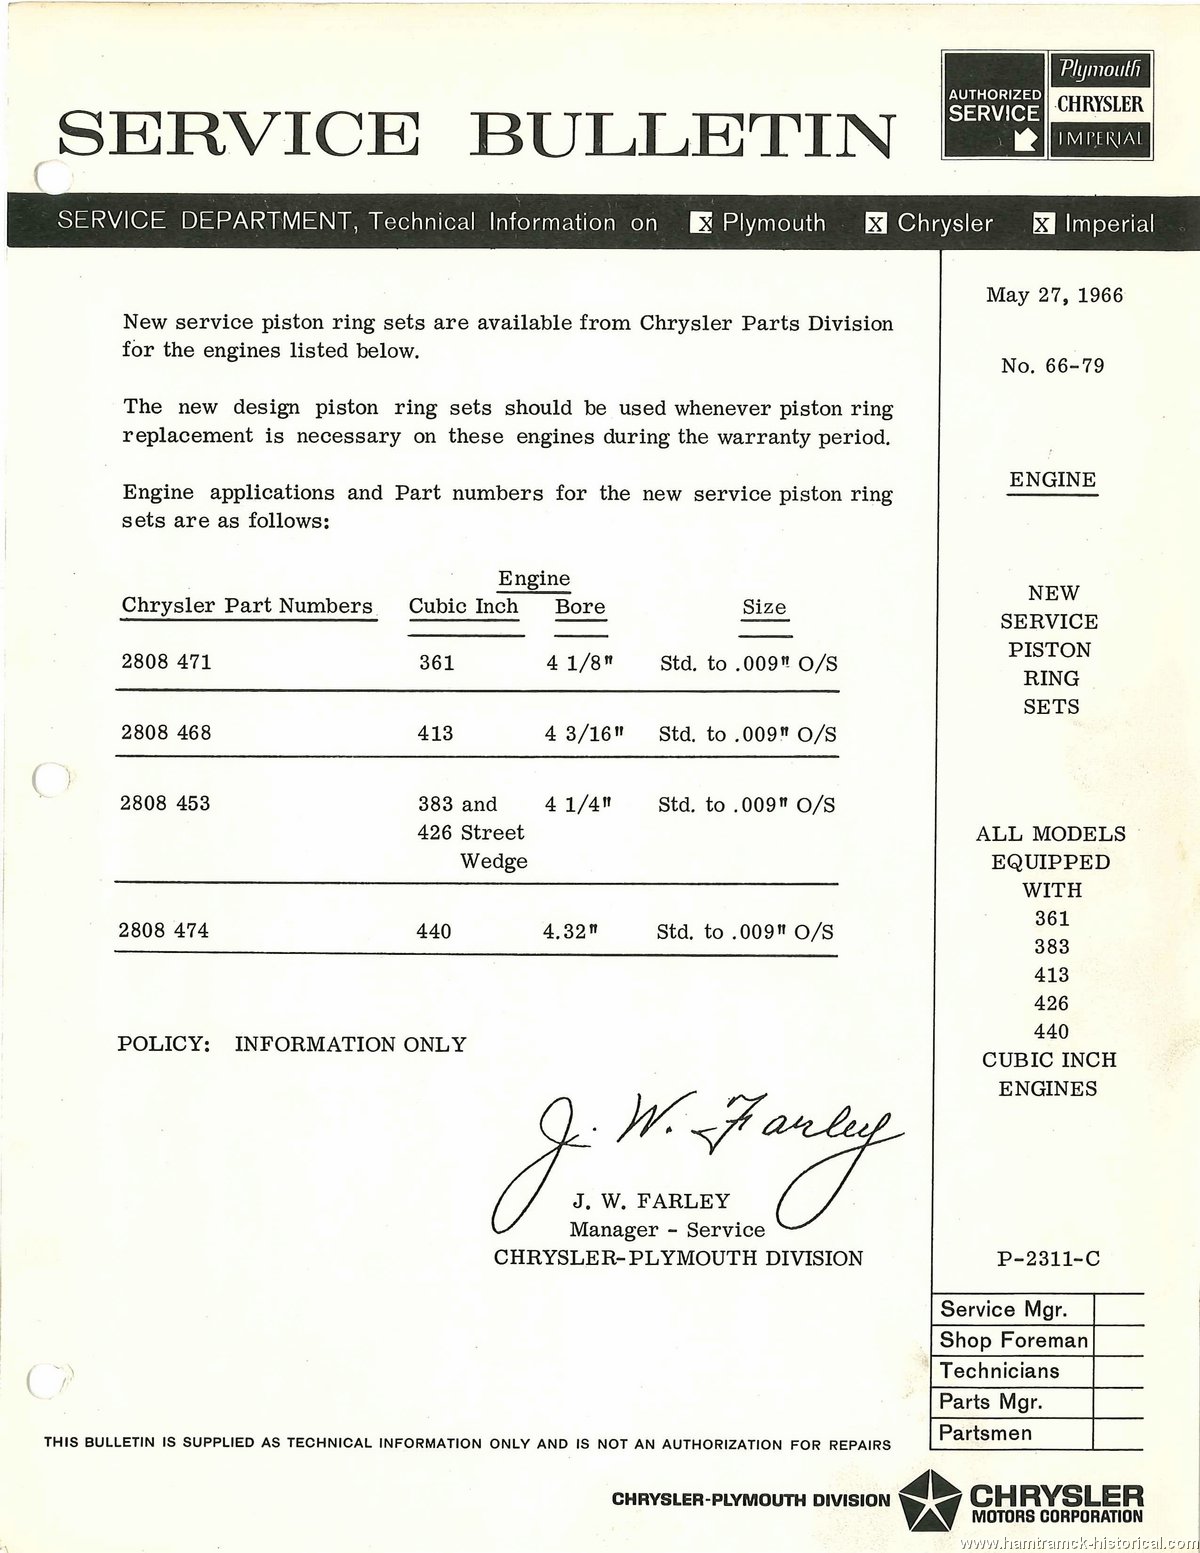 SERVICE BULLETIN
AUTHORIZED
SERVICE
Plymouth
CHRYSLER
IMPERIAL
SERVICE DEPARTMENT, Technical Information on X Plymouth X Chrysler X Imperial
May 27, 1966
No. 66-79
ENGINE
NEW
SERVICE
PISTON
RING
SETS
ALL MODELS
EQUIPPED
WITH
361
383
413
426
440
CUBIC INCH
ENGINES
P-2311-C
New service piston ring sets are available from Chrysler Parts Division
for the engines listed below.
The new design piston ring sets should be used whenever piston ring
replacement is necessary on these engines during the warranty period.
Engine applications and Part numbers for the new service piston ring
sets are as follows:
Engine
Chrysler Part Numbers Cubic Inch Bore Size
2808 471 361 4 1/8" Std. to .009" O/S
2808 468 413 4 3/16" Std. to .009" O/S
2808 453 383 and 4 1/4" Std. to .009" O/S
426 Street
Wedge
2808 474 440 4.32" Std. to .009" O/S
POLICY: INFORMATION ONLY
J. W. Farley
J. W. FARLEY
Manager - Service
CHRYSLER-PLYMOUTH DIVISION
Service Mgr.
Shop Foreman
Technicians
Parts Mgr.
Partsmen
THIS BULLETIN IS SUPPLIED AS TECHNICAL INFORMATION ONLY AND IS NOT AN AUTHORIZATION FOR REPAIRS
CHRYSLER-PLYMOUTH DIVISION
CHRYSLER
MOTORS CORPORATION
www.hamtramck-historical.com